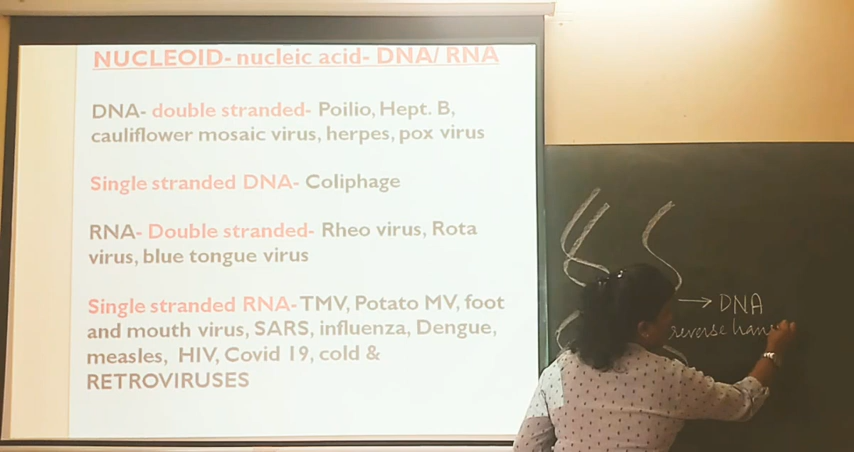 NUCLEOID- nucleic acid- DNA/ RNA
DNA- double stranded- Poilio, Hept. B,
cauliflower mosaic virus, herpes, pox virus
Single stranded DNA- Coliphage
RNA- Double stranded- Rheo virus, Rota
virus, blue tongue virus
Single stranded RNA- TMV, Potato MV, foot
and mouth virus, SARS, influenza, Dengue,
measles, HIV, Covid 19, cold &
RETROVIRUSES
→ DNA
reverse